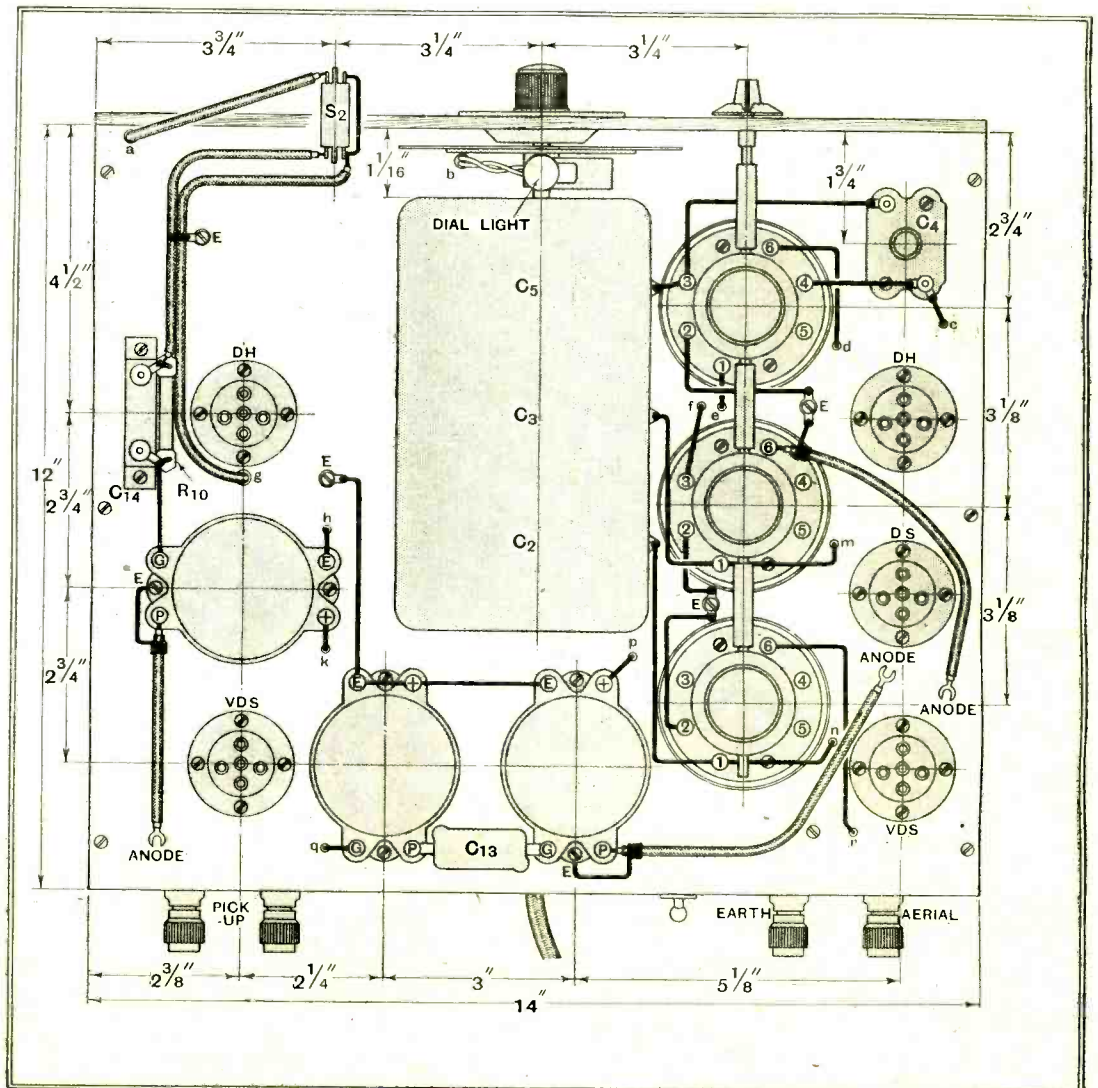 3 3/4" 3 1/4" 3 1/4"
S2
a
b
1 1/16"
1 3/4"
2 3/4"
DIAL LIGHT
C4
E
4 1/2"
C5
3 6
4
2 5
c
d
DH
1
f e
E
DH
3 1/8"
C3
6
12"
E
3 4
g
C14
R10
2 3/4"
h
2 5
C2
m
DS
G E
E
1
P +
E
3 1/8"
k
p
6
ANODE
ANODE
2 3/4"
E + E +
3 4
VDS
2 5
n
1
VDS
r
ANODE
q G P
C13
G P
E
PICK
-UP
EARTH
AERIAL
2 3/8" 2 1/4" 3" 5 1/8"
14"